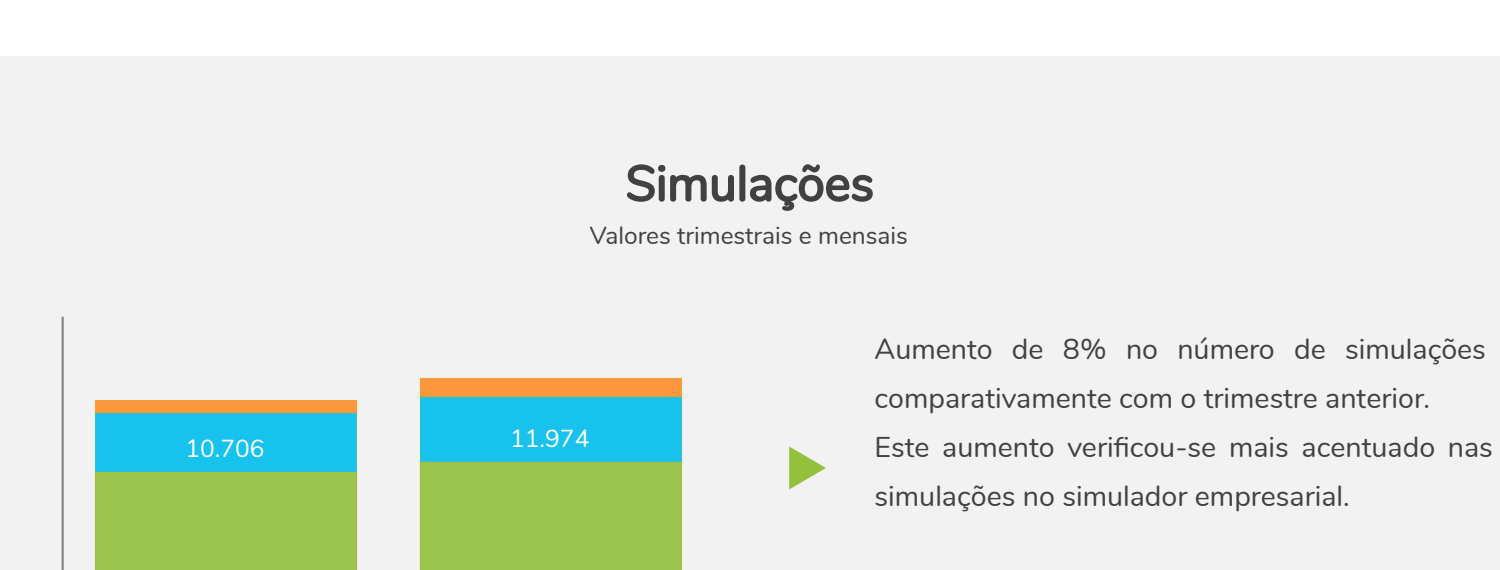 Simulações
Valores trimestrais e mensais
10.706
11.974
Aumento de 8% no número de simulações
comparativamente com o trimestre anterior.
Este aumento verificou-se mais acentuado nas
simulações no simulador empresarial.